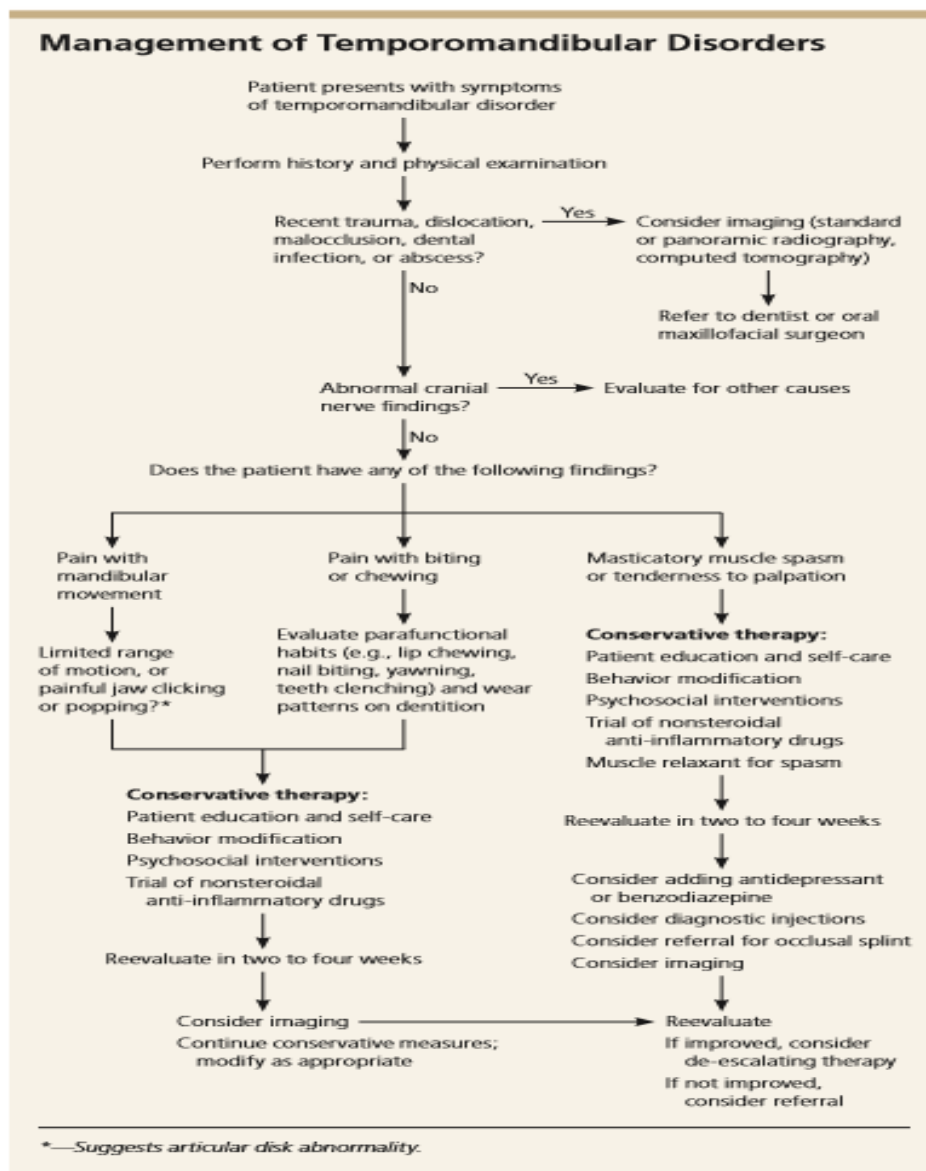 Management of Temporomandibular Disorders
Patient presents with symptoms
of temporomandibular disorder
Perform history and physical examination
Recent trauma, dislocation,
malocclusion, dental
infection, or abscess?
Yes
Consider imaging (standard
or panoramic radiography,
computed tomography)
No
Refer to dentist or oral
maxillofacial surgeon
Abnormal cranial
nerve findings?
Yes
Evaluate for other causes
No
Does the patient have any of the following findings?
Pain with
mandibular
movement
Limited range
of motion, or
painful jaw clicking
or popping?*
Pain with biting
or chewing
Evaluate parafunctional
habits (e.g., lip chewing,
nail biting, yawning,
teeth clenching) and wear
patterns on dentition
Conservative therapy:
Patient education and self-care
Behavior modification
Psychosocial interventions
Trial of nonsteroidal
anti-inflammatory drugs
Reevaluate in two to four weeks
Consider imaging
Continue conservative measures;
modify as appropriate
Masticatory muscle spasm
or tenderness to palpation
Conservative therapy:
Patient education and self-care
Behavior modification
Psychosocial interventions
Trial of nonsteroidal
anti-inflammatory drugs
Muscle relaxant for spasm
Reevaluate in two to four weeks
Consider adding antidepressant
or benzodiazepine
Consider diagnostic injections
Consider referral for occlusal splint
Consider imaging
Reevaluate
If improved, consider
de-escalating therapy
If not improved,
consider referral
*—Suggests articular disk abnormality.